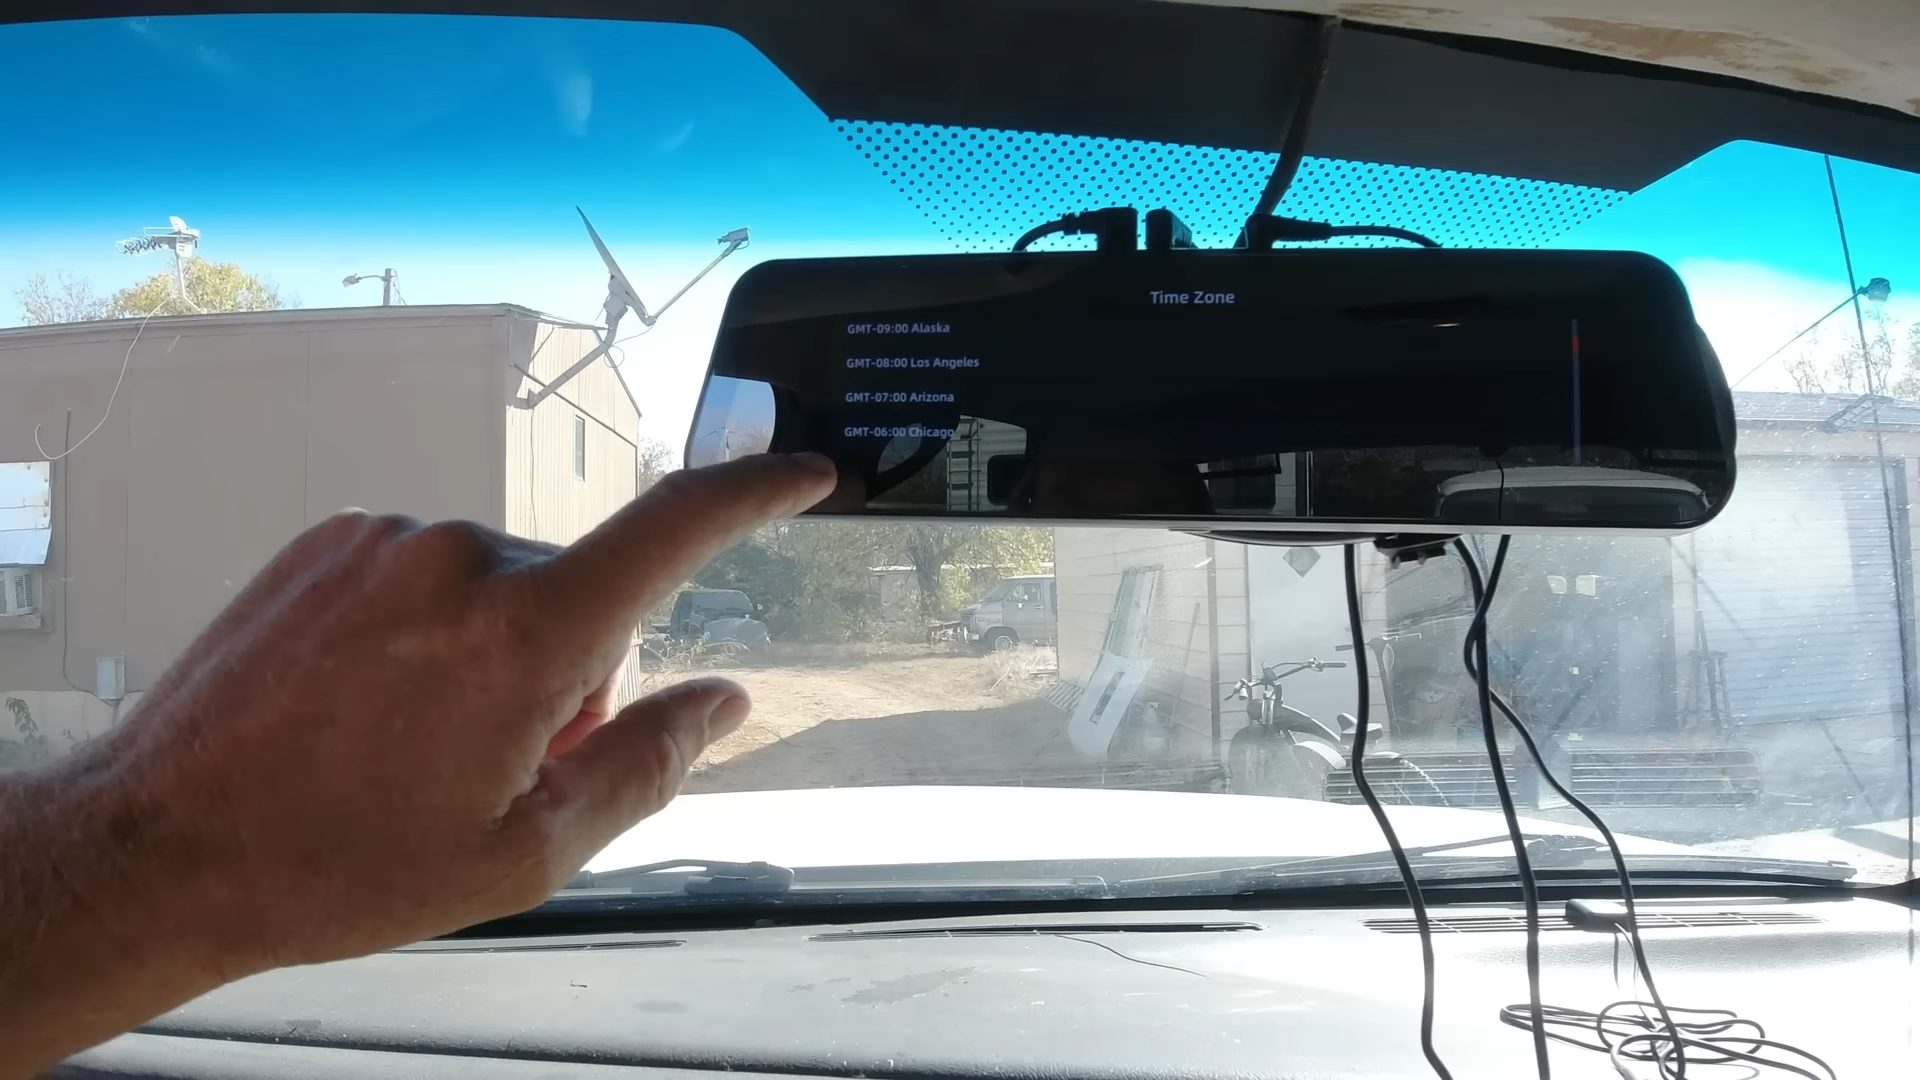 Time Zone
GMT-09:00 Alaska
GMT-08:00 Los Angeles
GMT-07:00 Arizona
GMT-06:00 Chicago